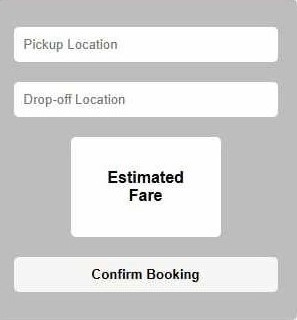 Pickup Location
Drop-off Location
Estimated
Fare
Confirm Booking